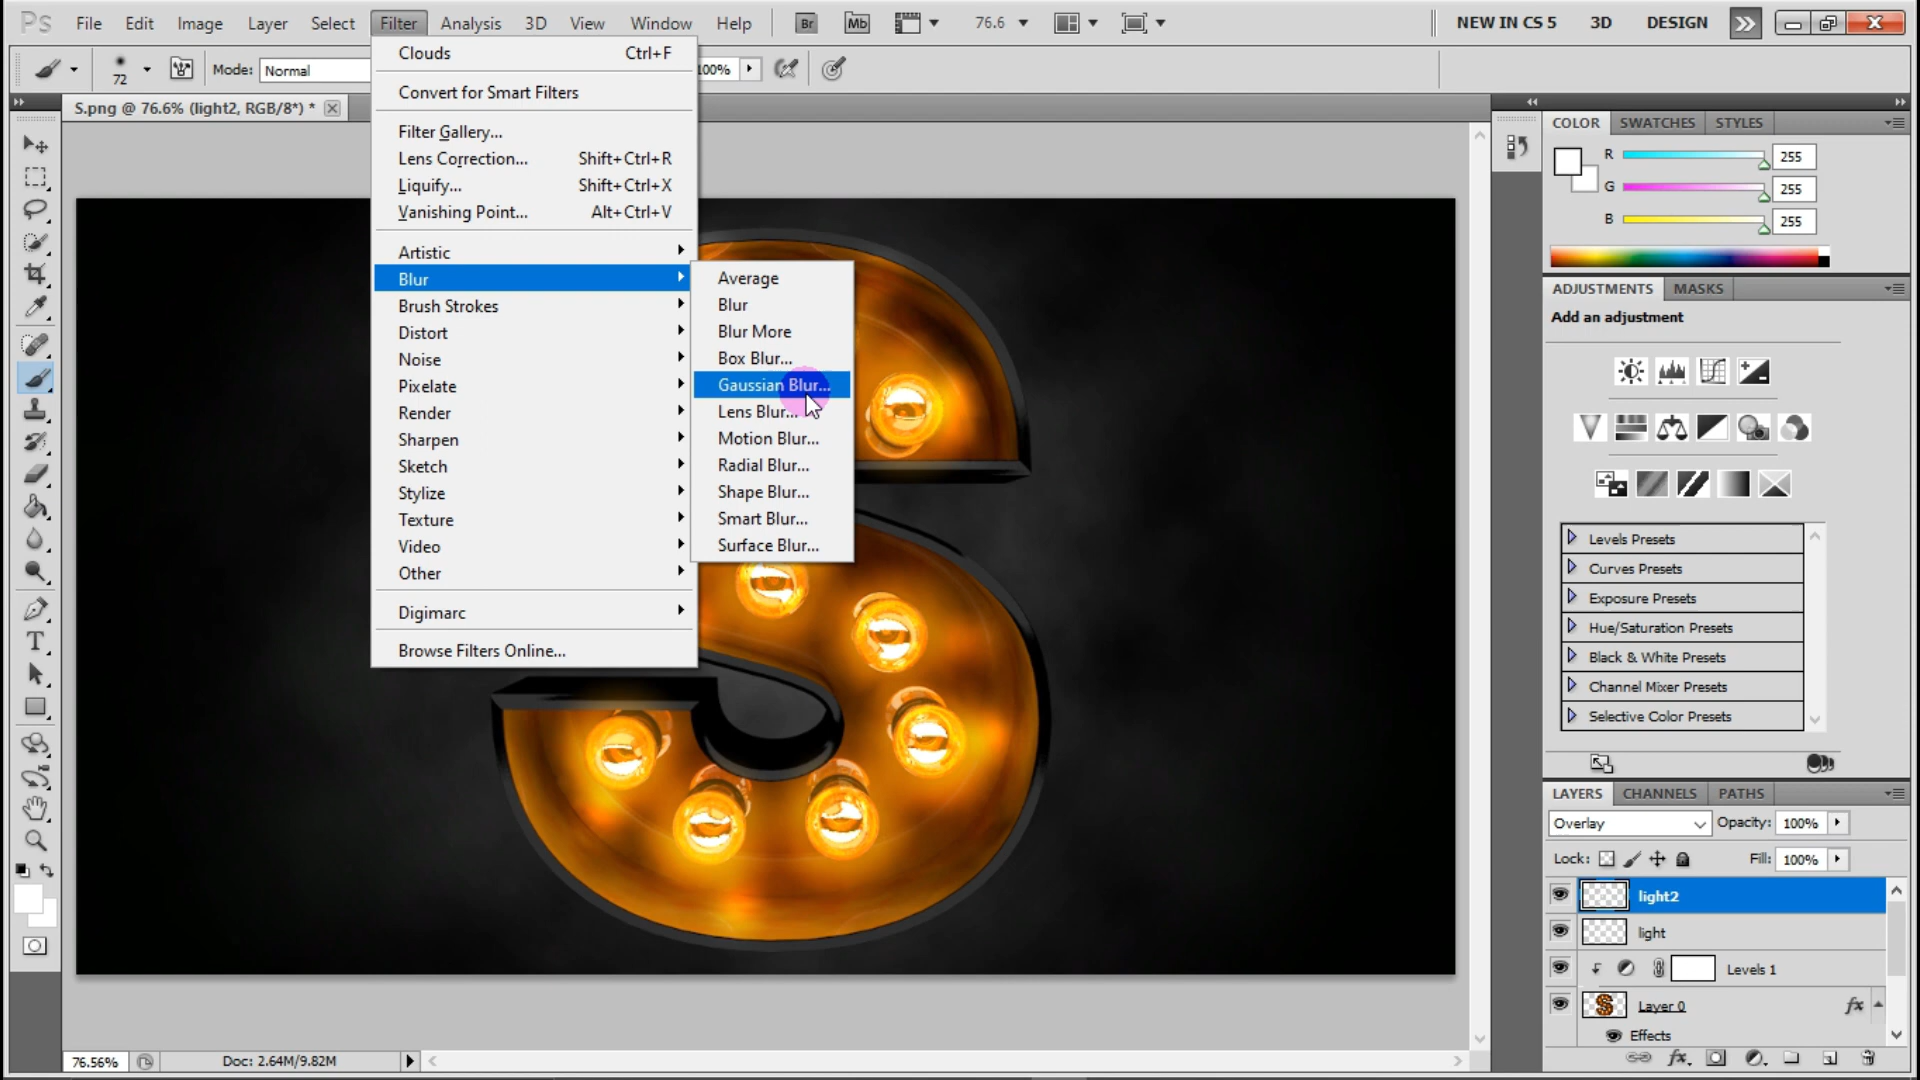 Ps File Edit Image Layer Select Filter Analysis 3D View Window Help Br Mb 76.6 NEW IN CS 5 3D DESIGN
72 Mode: Normal 100%
S.png @ 76.6% (light2, RGB/8*) *
Clouds Ctrl+F
Convert for Smart Filters
Filter Gallery...
Lens Correction... Shift+Ctrl+R
Liquify... Shift+Ctrl+X
Vanishing Point... Alt+Ctrl+V
Artistic
Blur
Brush Strokes
Distort
Noise
Pixelate
Render
Sharpen
Sketch
Stylize
Texture
Video
Other
Digimarc
Browse Filters Online...
Average
Blur
Blur More
Box Blur...
Gaussian Blur...
Lens Blur...
Motion Blur...
Radial Blur...
Shape Blur...
Smart Blur...
Surface Blur...
S
COLOR SWATCHES STYLES
R 255
G 255
B 255
ADJUSTMENTS MASKS
Add an adjustment
Levels Presets
Curves Presets
Exposure Presets
Hue/Saturation Presets
Black & White Presets
Channel Mixer Presets
Selective Color Presets
LAYERS CHANNELS PATHS
Overlay Opacity: 100%
Lock: Fill: 100%
light2
light
Levels 1
S Layer 0 fx
Effects
76.56% Doc: 2.64M/9.82M